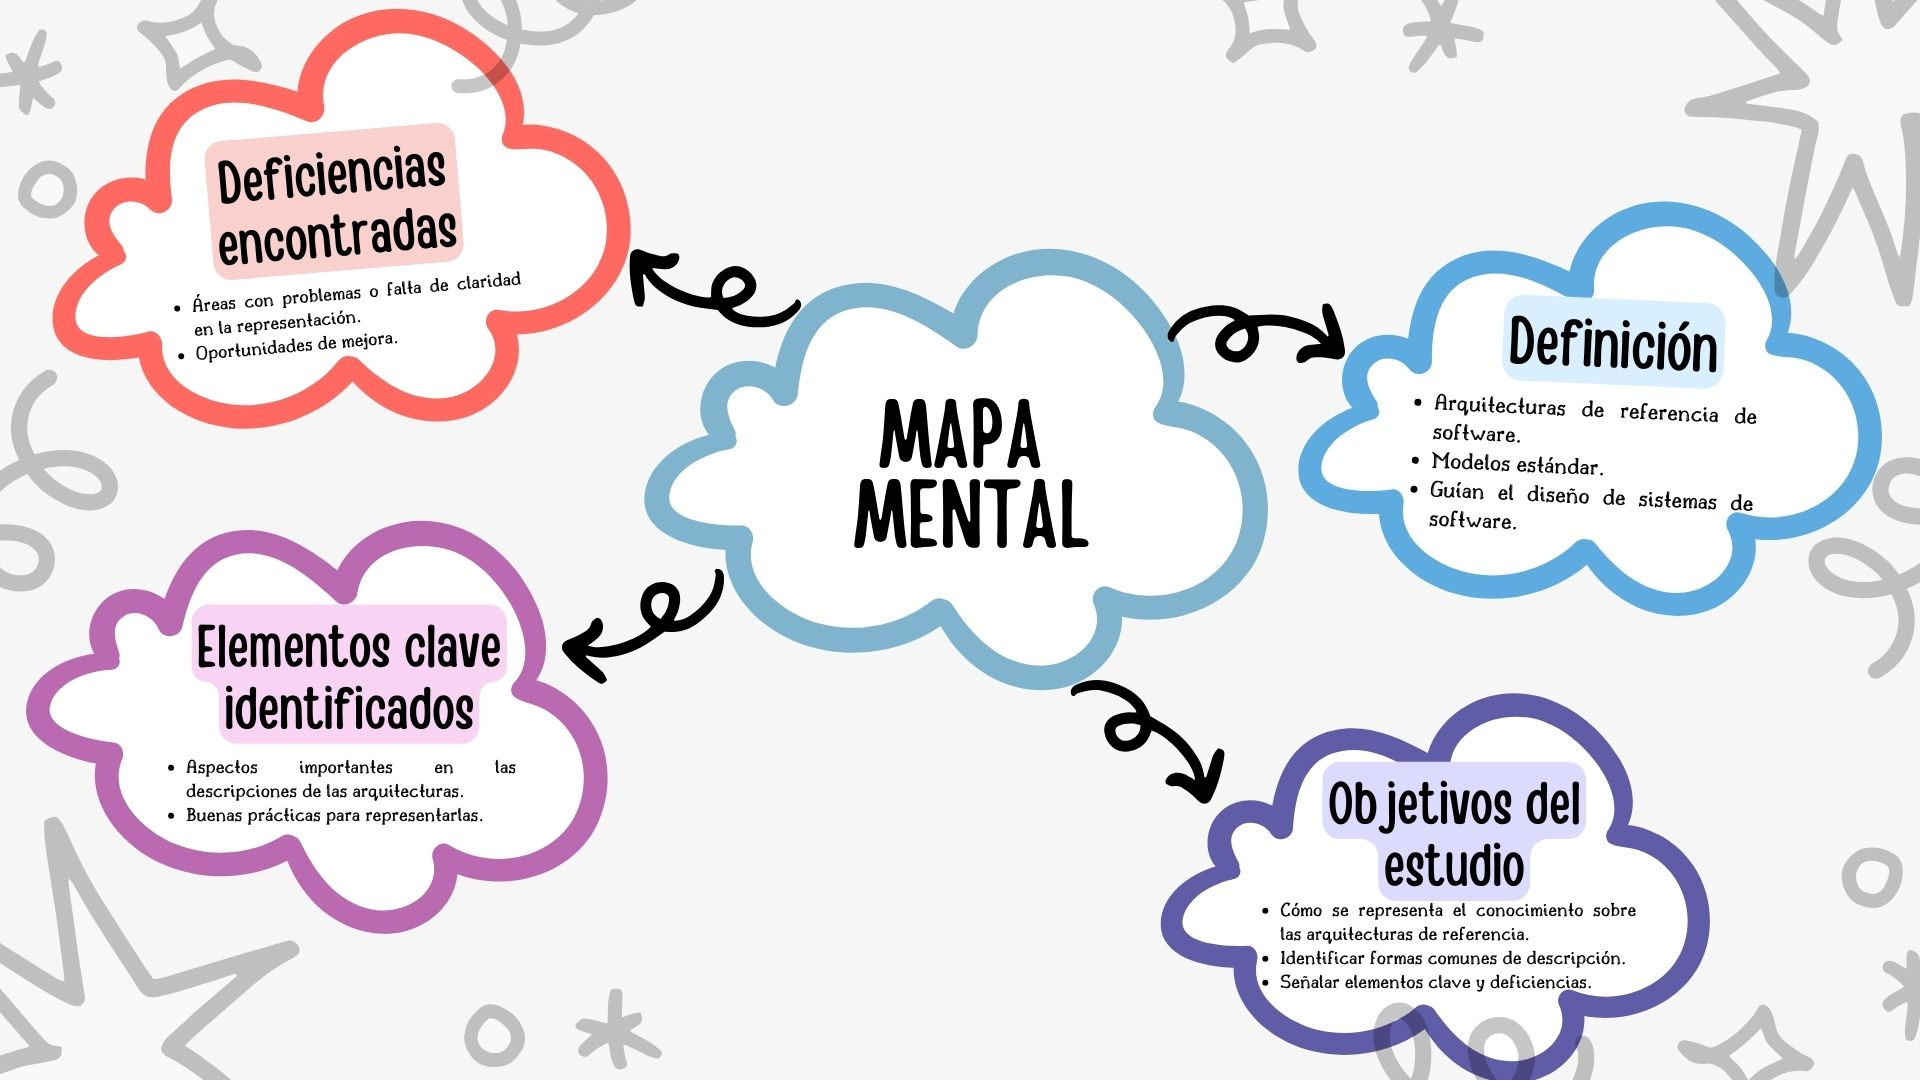 MAPA
MENTAL
Deficiencias
encontradas
• Áreas con problemas o falta de claridad
en la representación.
• Oportunidades de mejora.
Definición
• Arquitecturas de referencia de
software.
• Modelos estándar.
• Guían el diseño de sistemas de
software.
Elementos clave
identificados
• Aspectos importantes en las
descripciones de las arquitecturas.
• Buenas prácticas para representarlas.
Objetivos del
estudio
• Cómo se representa el conocimiento sobre
las arquitecturas de referencia.
• Identificar formas comunes de descripción.
• Señalar elementos clave y deficiencias.